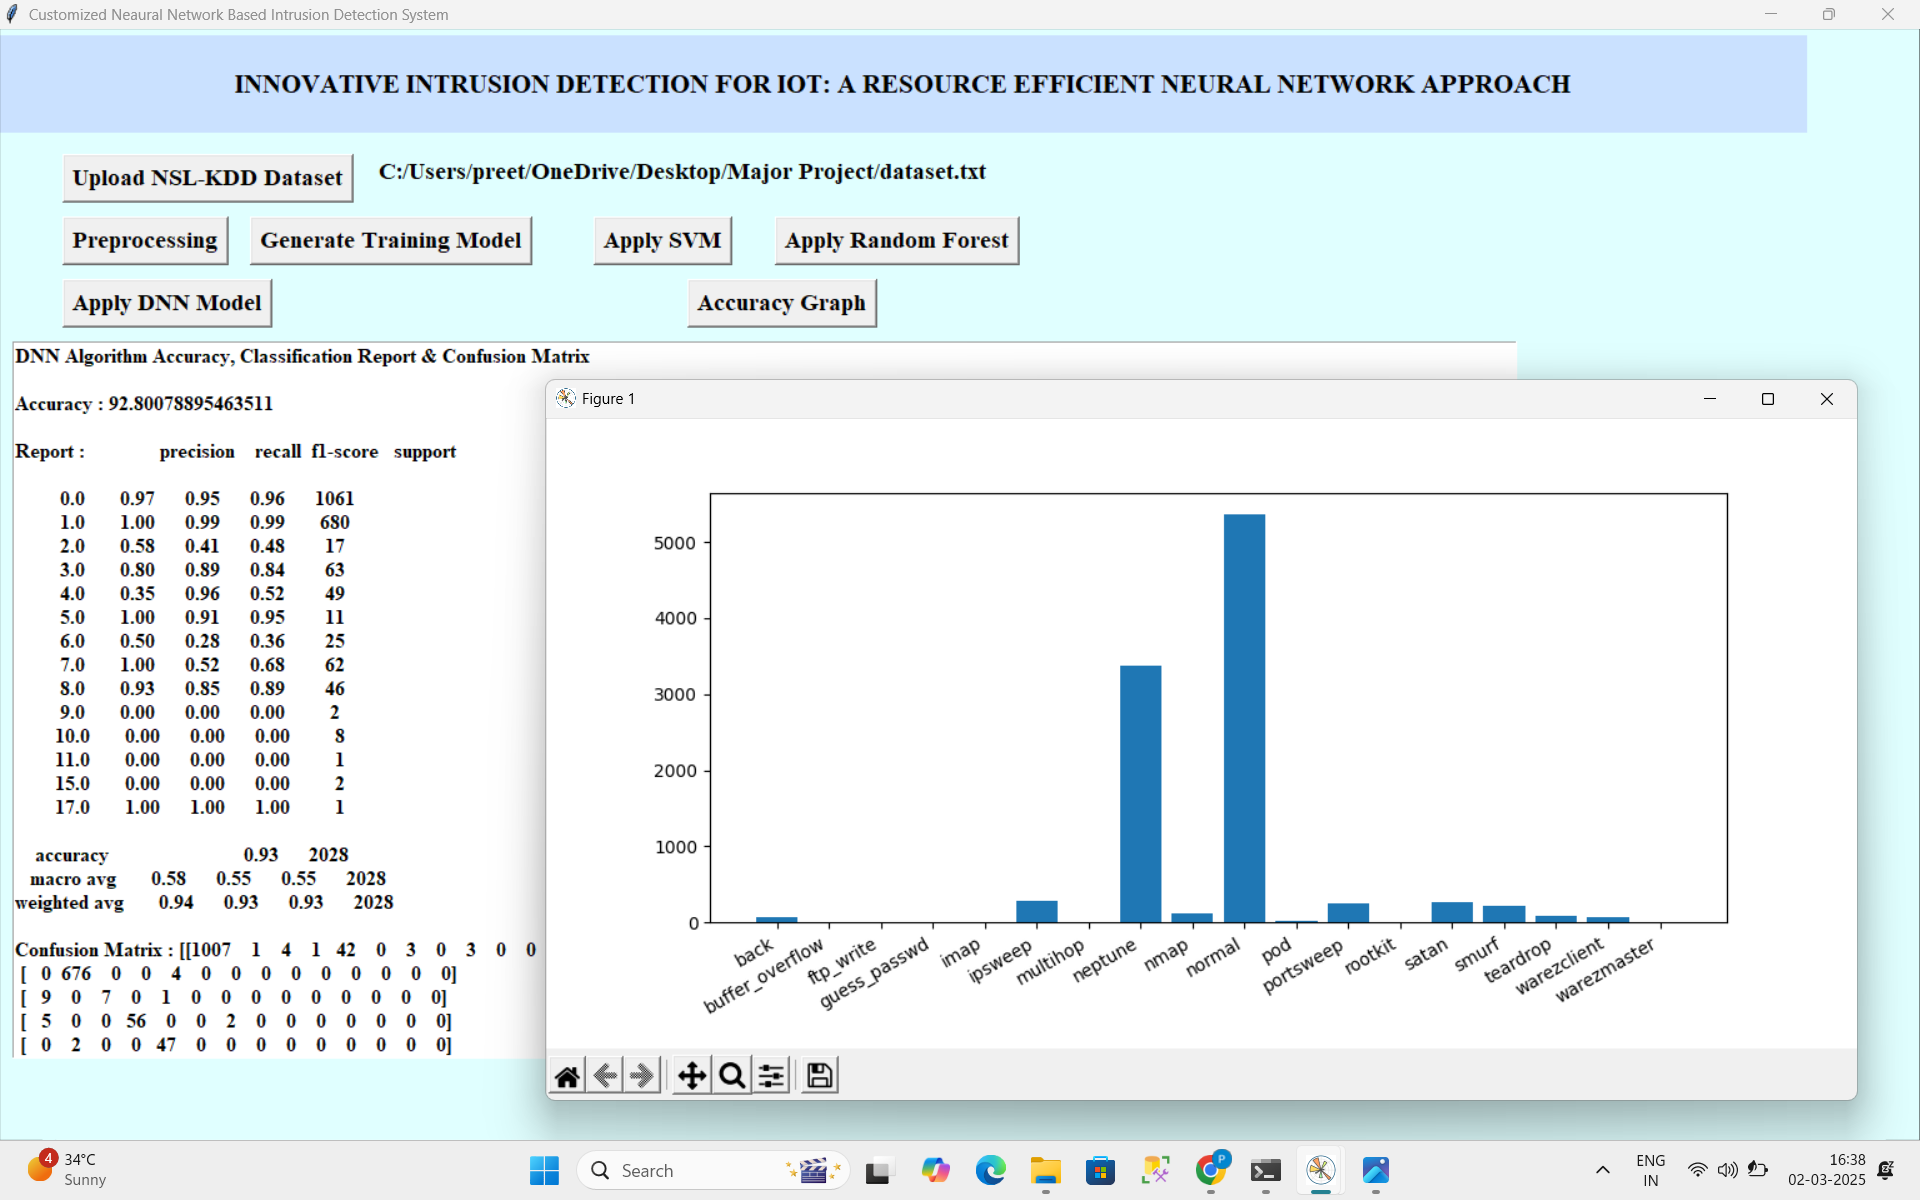 Customized Neaural Network Based Intrusion Detection System
INNOVATIVE INTRUSION DETECTION FOR IOT: A RESOURCE EFFICIENT NEURAL NETWORK APPROACH
Upload NSL-KDD Dataset C:/Users/preet/OneDrive/Desktop/Major Project/dataset.txt
Preprocessing Generate Training Model Apply SVM Apply Random Forest
Apply DNN Model Accuracy Graph
DNN Algorithm Accuracy, Classification Report & Confusion Matrix
Accuracy : 92.80078895463511
Report : precision recall f1-score support
0.0 0.97 0.95 0.96 1061
1.0 1.00 0.99 0.99 680
2.0 0.58 0.41 0.48 17
3.0 0.80 0.89 0.84 63
4.0 0.35 0.96 0.52 49
5.0 1.00 0.91 0.95 11
6.0 0.50 0.28 0.36 25
7.0 1.00 0.52 0.68 62
8.0 0.93 0.85 0.89 46
9.0 0.00 0.00 0.00 2
10.0 0.00 0.00 0.00 8
11.0 0.00 0.00 0.00 1
15.0 0.00 0.00 0.00 2
17.0 1.00 1.00 1.00 1
accuracy 0.93 2028
macro avg 0.58 0.55 0.55 2028
weighted avg 0.94 0.93 0.93 2028
Confusion Matrix : [[1007 1 4 1 42 0 3 0 3 0 0
[ 0 676 0 0 4 0 0 0 0 0 0 0 0 0]
[ 9 0 7 0 1 0 0 0 0 0 0 0 0 0]
[ 5 0 0 56 0 0 2 0 0 0 0 0 0 0]
[ 0 2 0 0 47 0 0 0 0 0 0 0 0 0]
Figure 1
5000
4000
3000
2000
1000
0
back
buffer_overflow
ftp_write
guess_passwd
imap
ipsweep
multihop
neptune
nmap
normal
pod
portsweep
rootkit
satan
smurf
teardrop
warezclient
warezmaster
4
34°C
Sunny
Search
P
ENG
IN
16:38
02-03-2025